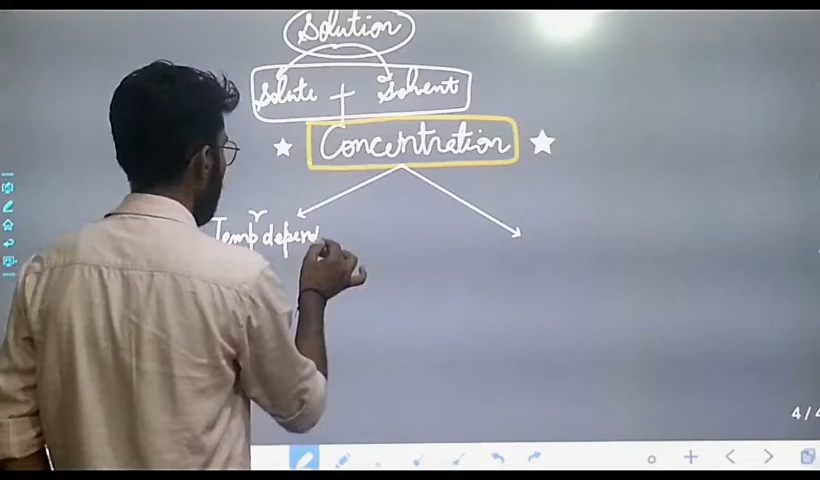 Solution
Solute + Solvent
Concentration
Temp depen
4/4